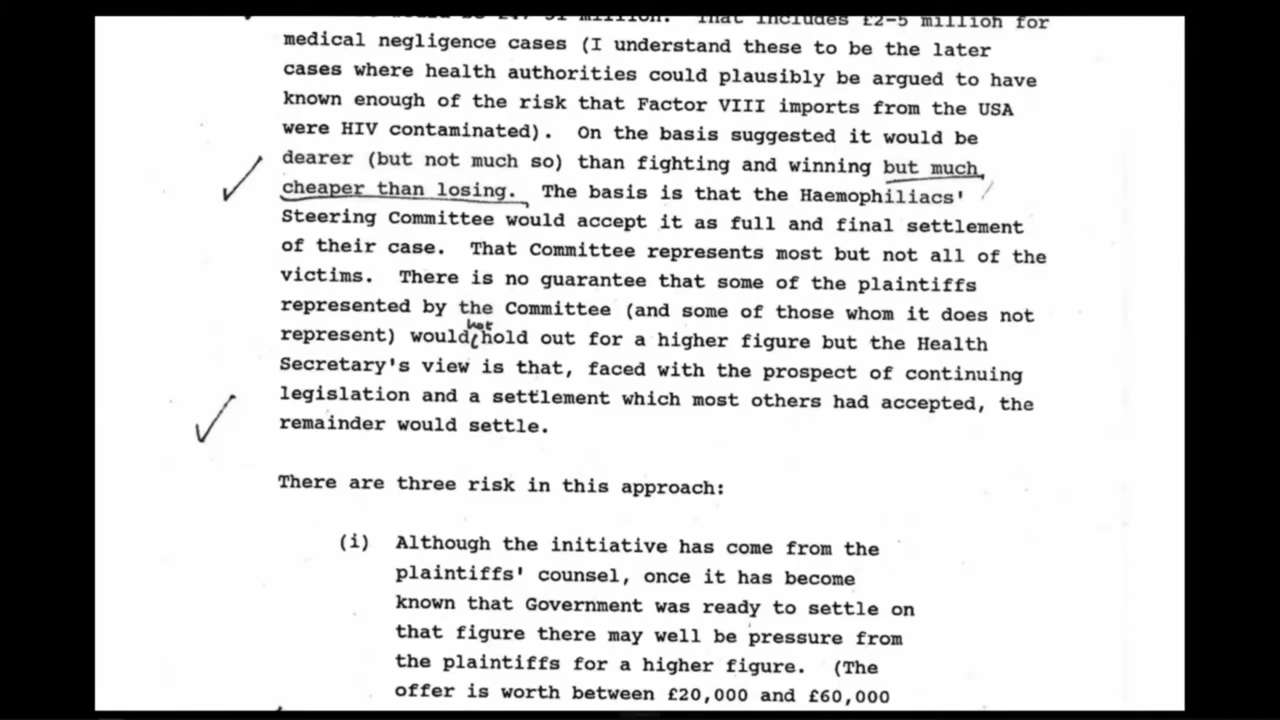 million. That includes £2-5 million for
medical negligence cases (I understand these to be the later
cases where health authorities could plausibly be argued to have
known enough of the risk that Factor VIII imports from the USA
were HIV contaminated). On the basis suggested it would be
dearer (but not much so) than fighting and winning but much
cheaper than losing. The basis is that the Haemophiliacs'
Steering Committee would accept it as full and final settlement
of their case. That Committee represents most but not all of the
victims. There is no guarantee that some of the plaintiffs
represented by the Committee (and some of those whom it does not
not
represent) would hold out for a higher figure but the Health
Secretary's view is that, faced with the prospect of continuing
legislation and a settlement which most others had accepted, the
remainder would settle.
There are three risk in this approach:
(i) Although the initiative has come from the
plaintiffs' counsel, once it has become
known that Government was ready to settle on
that figure there may well be pressure from
the plaintiffs for a higher figure. (The
offer is worth between £20,000 and £60,000